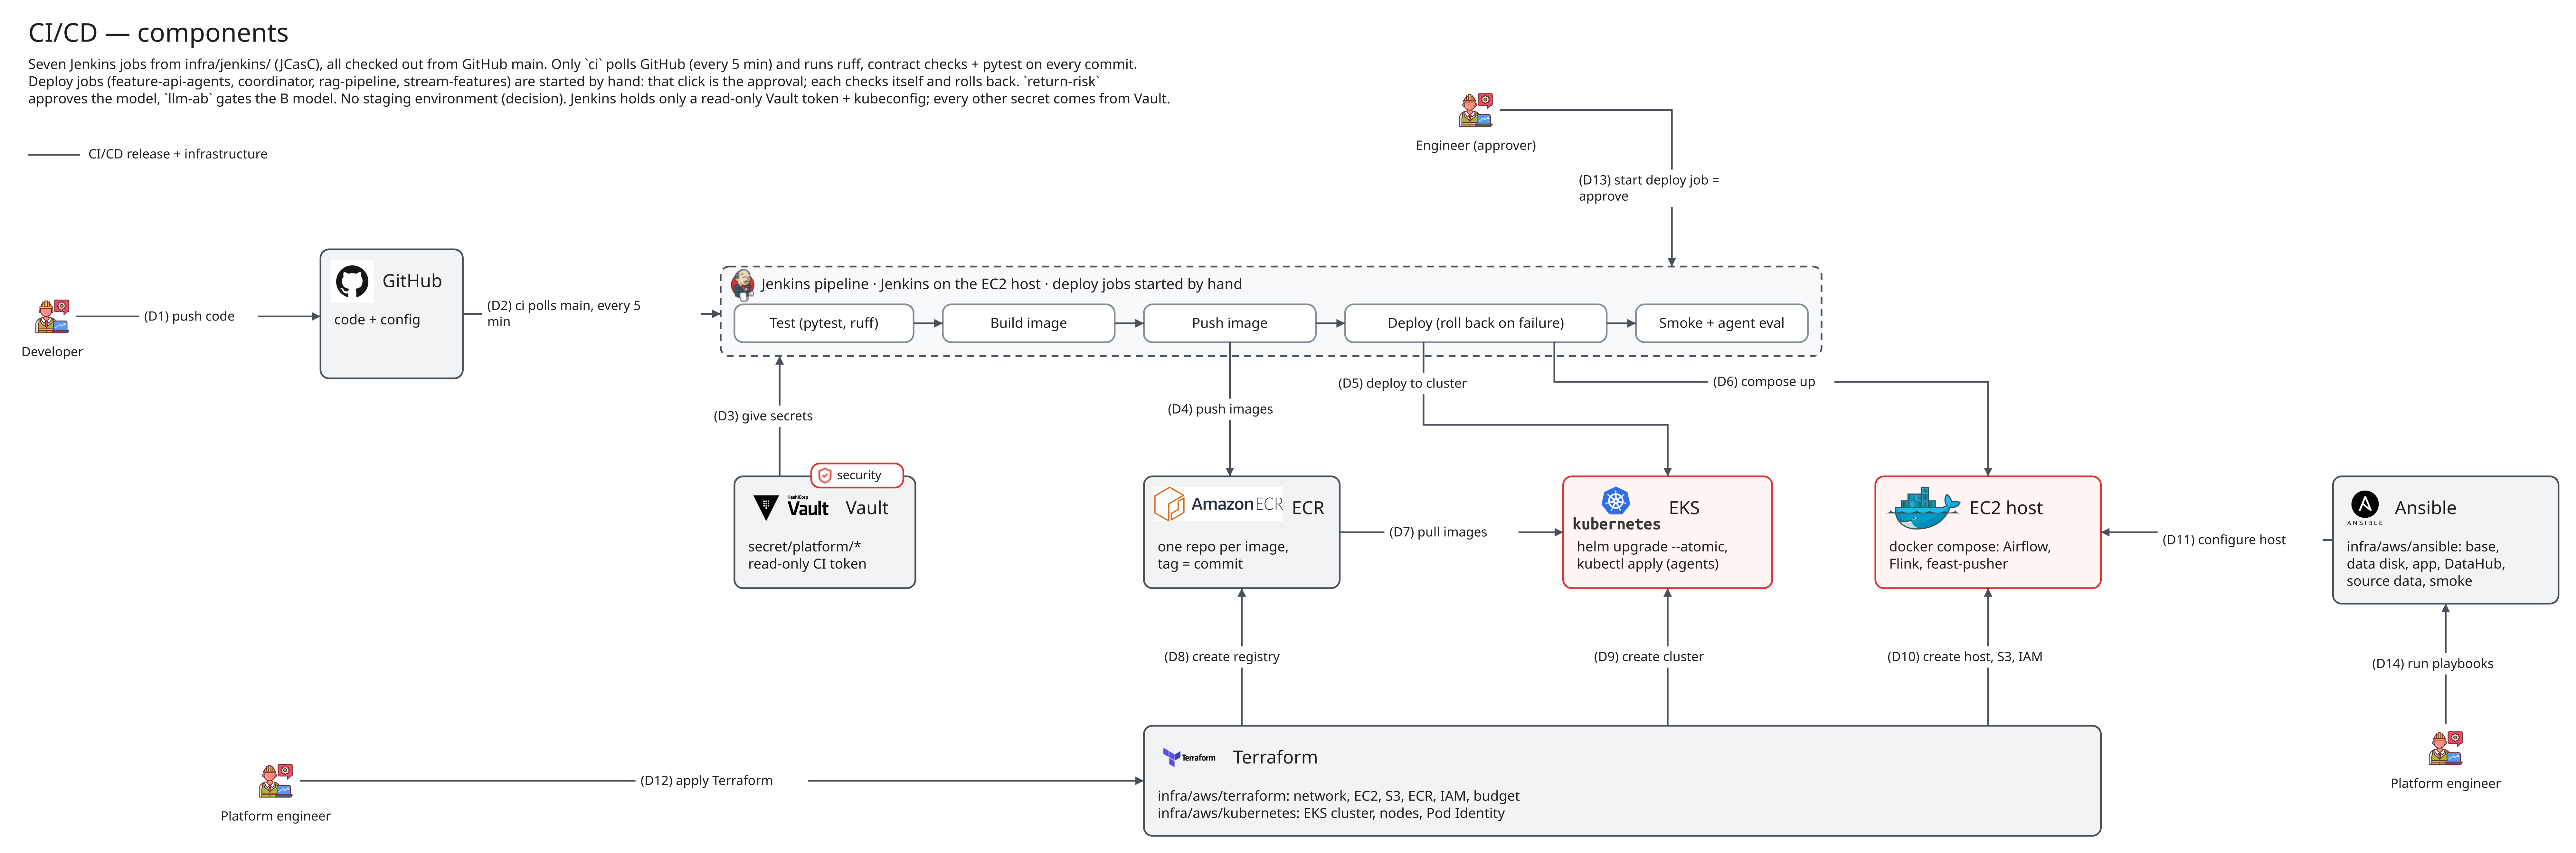 CI/CD — components
Seven Jenkins jobs from infra/jenkins/ (JCasC), all checked out from GitHub main. Only `ci` polls GitHub (every 5 min) and runs ruff, contract checks + pytest on every commit.
Deploy jobs (feature-api-agents, coordinator, rag-pipeline, stream-features) are started by hand: that click is the approval; each checks itself and rolls back. `return-risk`
approves the model, `llm-ab` gates the B model. No staging environment (decision). Jenkins holds only a read-only Vault token + kubeconfig; every other secret comes from Vault.
CI/CD release + infrastructure
Engineer (approver)
(D13) start deploy job =
approve
GitHub
code + config
Developer
(D1) push code
(D2) ci polls main, every 5
min
Jenkins pipeline · Jenkins on the EC2 host · deploy jobs started by hand
Test (pytest, ruff)
Build image
Push image
Deploy (roll back on failure)
Smoke + agent eval
(D3) give secrets
(D4) push images
(D5) deploy to cluster
(D6) compose up
security
HashiCorp
Vault
Vault
secret/platform/*
read-only CI token
Amazon ECR
ECR
one repo per image,
tag = commit
(D7) pull images
kubernetes
EKS
helm upgrade --atomic,
kubectl apply (agents)
EC2 host
docker compose: Airflow,
Flink, feast-pusher
(D11) configure host
ANSIBLE
Ansible
infra/aws/ansible: base,
data disk, app, DataHub,
source data, smoke
(D8) create registry
(D9) create cluster
(D10) create host, S3, IAM
(D14) run playbooks
Platform engineer
(D12) apply Terraform
Terraform
Terraform
infra/aws/terraform: network, EC2, S3, ECR, IAM, budget
infra/aws/kubernetes: EKS cluster, nodes, Pod Identity
Platform engineer